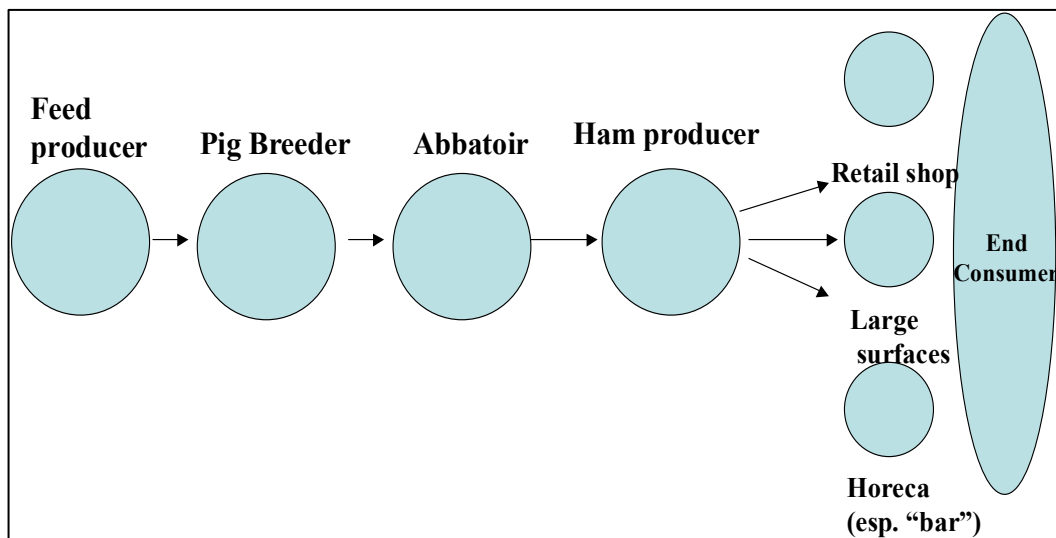 Feed
producer
Pig Breeder
Abbatoir
Ham producer
Retail shop
Large
surfaces
Horeca
(esp. “bar”)
End
Consumer